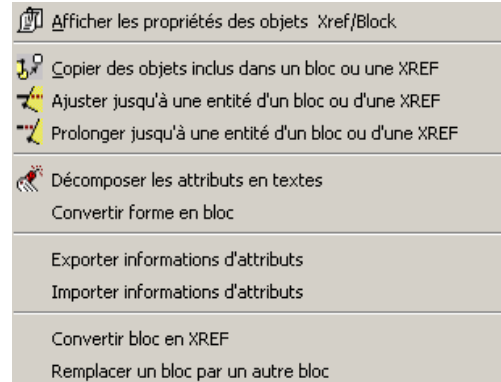 Afficher les propriétés des objets Xref/Block
Copier des objets inclus dans un bloc ou une XREF
Ajuster jusqu'à une entité d'un bloc ou d'une XREF
Prolonger jusqu'à une entité d'un bloc ou d'une XREF
Décomposer les attributs en textes
Convertir forme en bloc
Exporter informations d'attributs
Importer informations d'attributs
Convertir bloc en XREF
Remplacer un bloc par un autre bloc